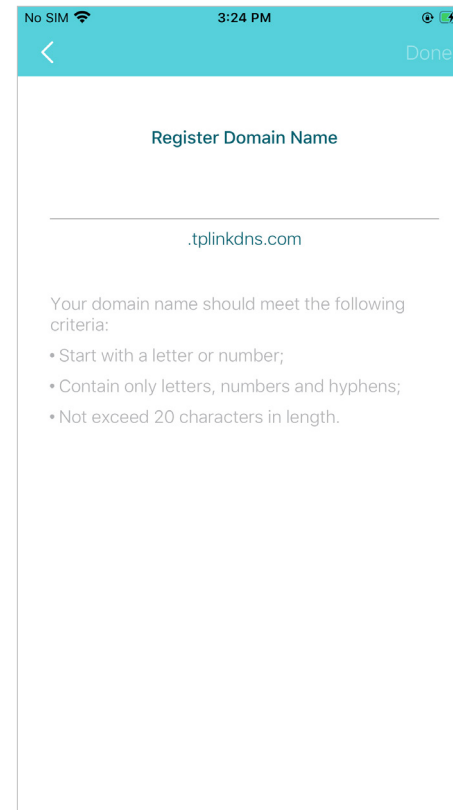 No SIM 3:24 PM
Done
Register Domain Name
.tplinkdns.com
Your domain name should meet the following
criteria:
• Start with a letter or number;
• Contain only letters, numbers and hyphens;
• Not exceed 20 characters in length.